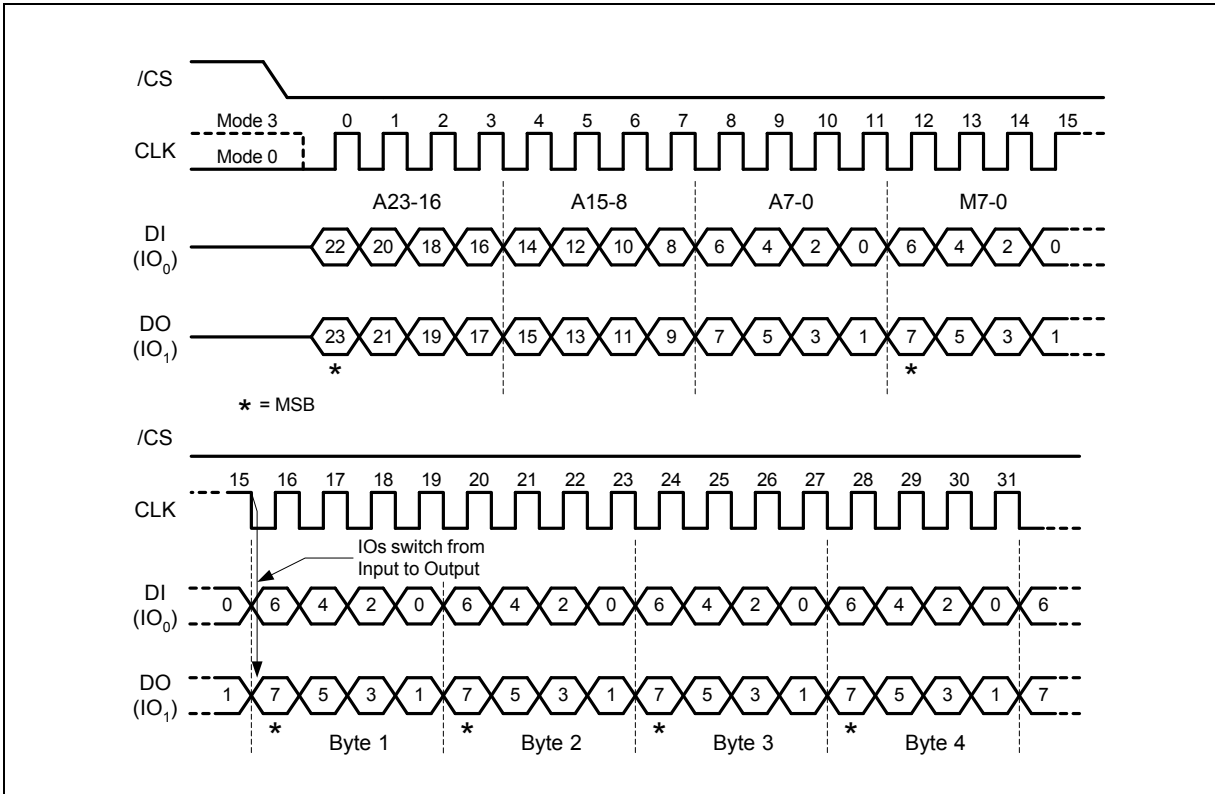 /CS
Mode 3 0 1 2 3 4 5 6 7 8 9 10 11 12 13 14 15
CLK
Mode 0
A23-16 A15-8 A7-0 M7-0
DI
(IO0) 22 20 18 16 14 12 10 8 6 4 2 0 6 4 2 0
DO
(IO1) 23 21 19 17 15 13 11 9 7 5 3 1 7 5 3 1
* *
* = MSB
/CS
15 16 17 18 19 20 21 22 23 24 25 26 27 28 29 30 31
CLK
IOs switch from
Input to Output
DI
(IO0) 0 6 4 2 0 6 4 2 0 6 4 2 0 6 4 2 0 6
DO
(IO1) 1 7 5 3 1 7 5 3 1 7 5 3 1 7 5 3 1 7
* * * *
Byte 1 Byte 2 Byte 3 Byte 4